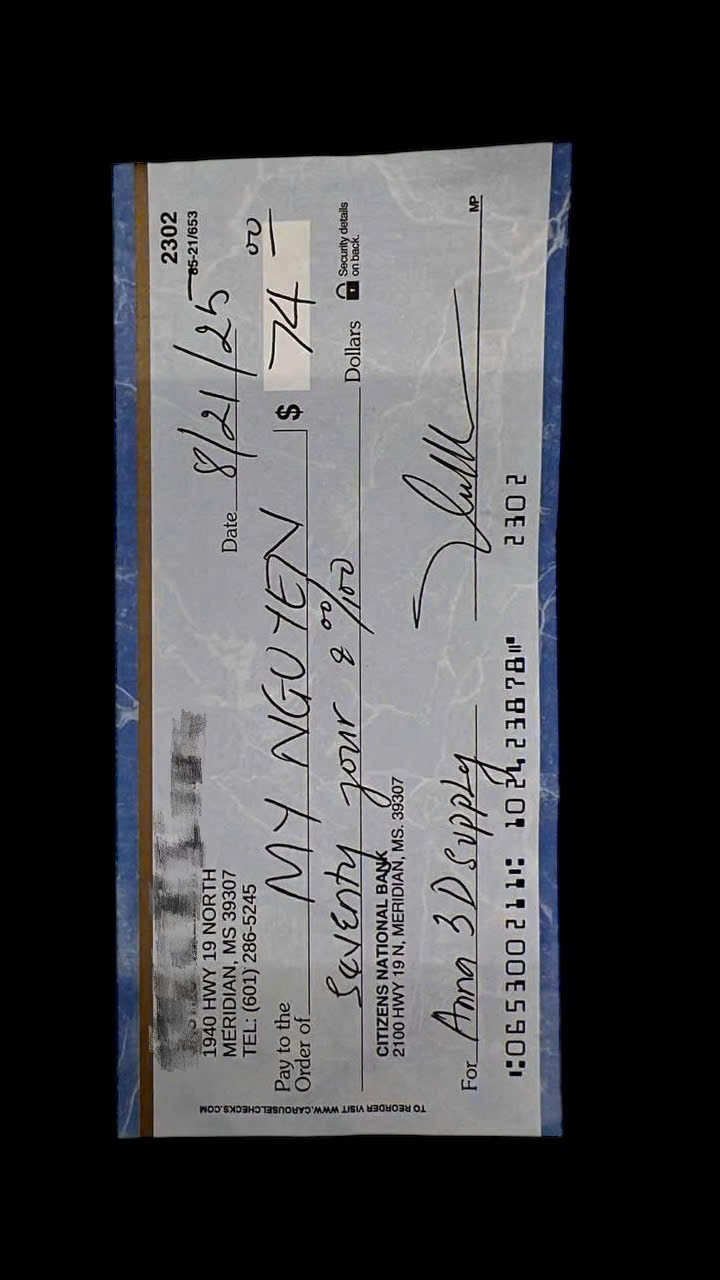 2302
85-21/653
1940 HWY 19 NORTH
MERIDIAN, MS 39307
TEL: (601) 286-5245
Date 8/21/25
Pay to the
Order of MY NGUYEN $ 74 00
Seventy four & 00/100 Dollars
Security details
on back.
CITIZENS NATIONAL BANK
2100 HWY 19 N, MERIDIAN, MS. 39307
For Anna 3D Supply
MP
⑆065300211⑆ 102123878⑈ 2302
TO REORDER VISIT WWW.CAROUSELCHECKS.COM